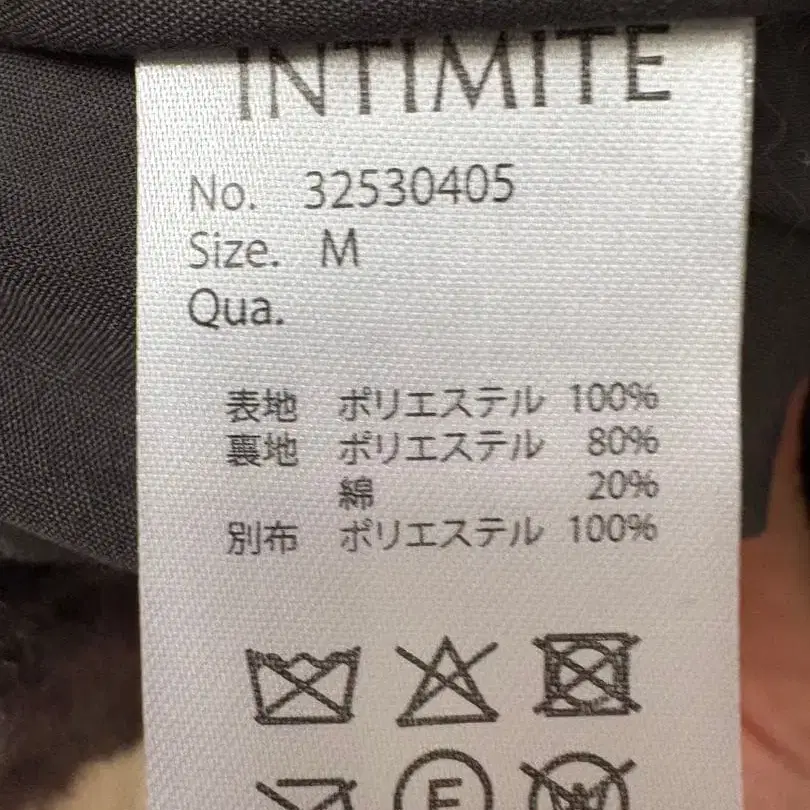 INTIMITE
No. 32530405
Size. M
Qua.
表地 ポリエステル 100%
裏地 ポリエステル 80%
綿 20%
別布 ポリエステル 100%
F
W